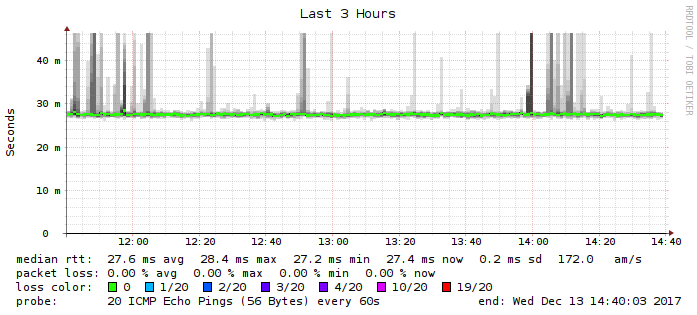 Last 3 Hours
RRDTOOL / TOBI OETIKER
Seconds
40 m
30 m
20 m
10 m
0
12:00 12:20 12:40 13:00 13:20 13:40 14:00 14:20 14:40
median rtt: 27.6 ms avg 28.4 ms max 27.2 ms min 27.4 ms now 0.2 ms sd 172.0 am/s
packet loss: 0.00 % avg 0.00 % max 0.00 % min 0.00 % now
loss color: 0 1/20 2/20 3/20 4/20 10/20 19/20
probe: 20 ICMP Echo Pings (56 Bytes) every 60s end: Wed Dec 13 14:40:03 2017